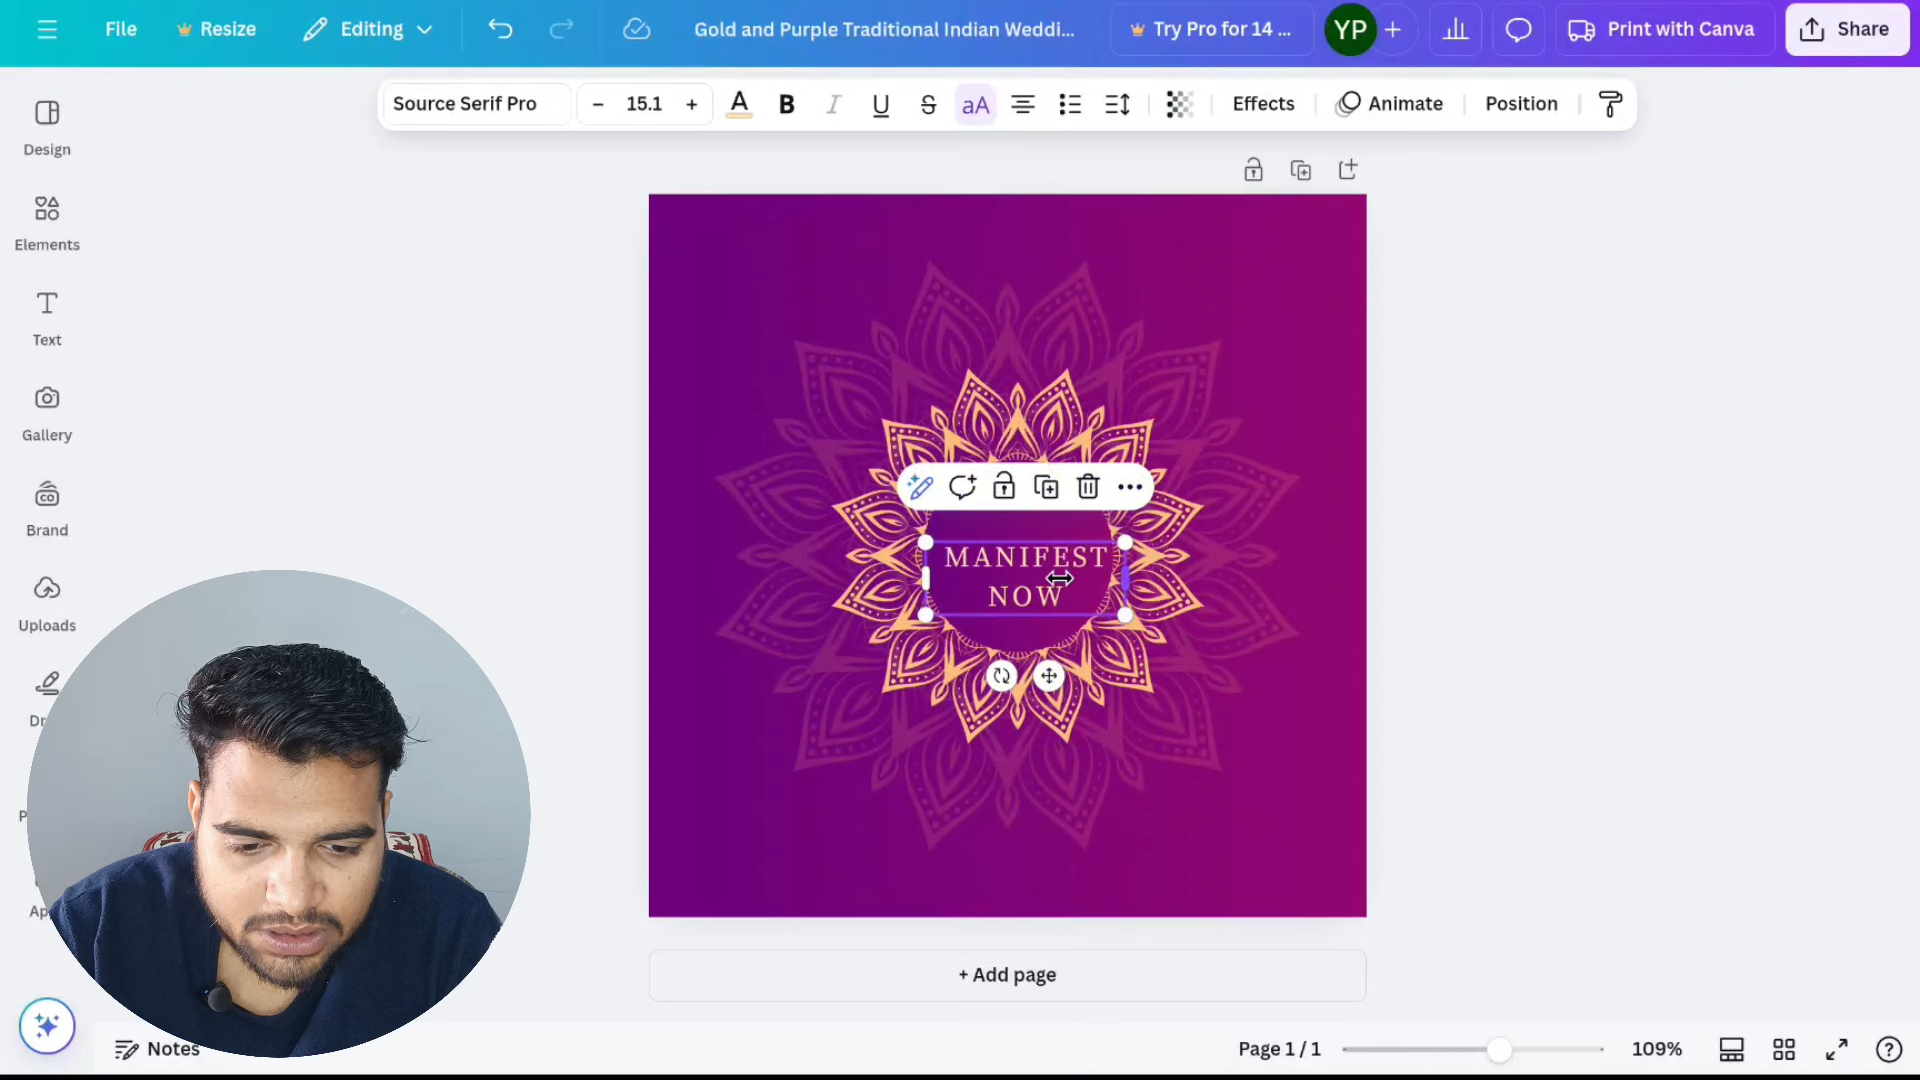 File
Resize
Editing
Gold and Purple Traditional Indian Weddi...
Try Pro for 14 ...
YP
Print with Canva
Share
Source Serif Pro
– 15.1 +
A
B
I
U
S
aA
Effects
Animate
Position
Design
Elements
Text
Gallery
CO
Brand
Uploads
MANIFEST
NOW
+ Add page
Notes
Page 1 / 1
109%